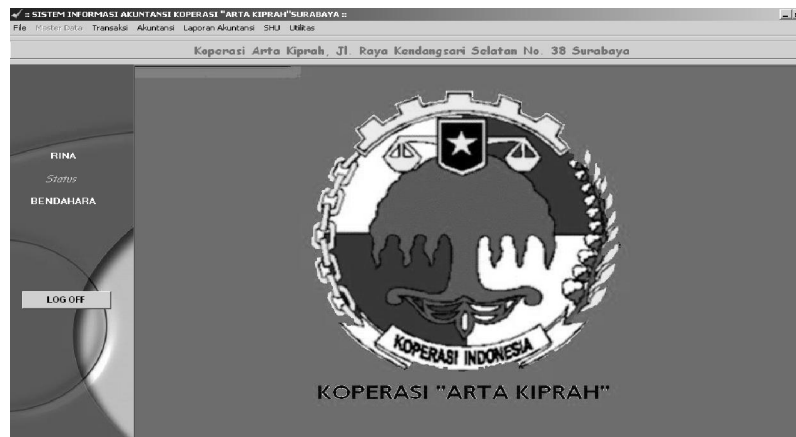 :: SISTEM INFORMASI AKUNTANSI KOPERASI "ARTA KIPRAH"SURABAYA ::
File Master Data Transaksi Akuntansi Laporan Akuntansi SHU Utilitas
Koperasi Arta Kiprah, Jl. Raya Kendangsari Selatan No. 38 Surabaya
RINA
Status
BENDAHARA
LOG OFF
KOPERASI INDONESIA
KOPERASI "ARTA KIPRAH"